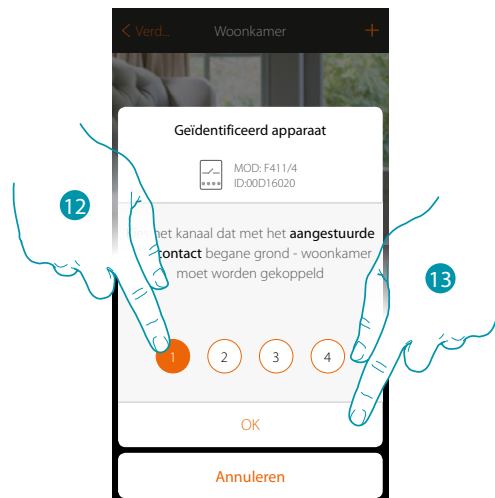 < Verd... Woonkamer +
Geïdentificeerd apparaat
MOD: F411/4
ID:00D16020
het kanaal dat met het aangestuurde
contact begane grond - woonkamer
moet worden gekoppeld
12
13
1 2 3 4
OK
Annuleren